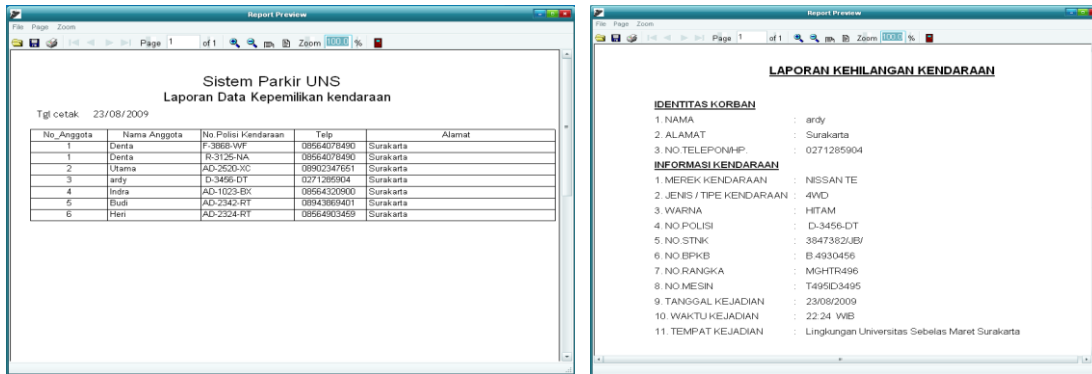 Report Preview
File Page Zoom
Page 1 of 1 Zoom 100.0 %
Sistem Parkir UNS
Laporan Data Kepemilikan kendaraan
Tgl cetak 23/08/2009
No_Anggota Nama Anggota No.Polisi Kendaraan Telp Alamat
1 Denta F-3868-WF 08564078490 Surakarta
1 Denta R-3125-NA 08564078490 Surakarta
2 Utama AD-2520-XC 08902347651 Surakarta
3 ardy D-3456-DT 0271285904 Surakarta
4 Indra AD-1023-BX 08564320900 Surakarta
5 Budi AD-2342-RT 08943869401 Surakarta
6 Heri AD-2324-RT 08564903459 Surakarta
Report Preview
File Page Zoom
Page 1 of 1 Zoom 100.0 %
LAPORAN KEHILANGAN KENDARAAN
IDENTITAS KORBAN
1. NAMA : ardy
2. ALAMAT : Surakarta
3. NO.TELEPON/HP. : 0271285904
INFORMASI KENDARAAN
1. MEREK KENDARAAN : NISSAN TE
2. JENIS / TIPE KENDARAAN : 4WD
3. WARNA : HITAM
4. NO.POLISI : D-3456-DT
5. NO.STNK : 3847382/JB/
6. NO.BPKB : B.4930456
7. NO.RANGKA : MGHTR496
8. NO.MESIN : T495ID3495
9. TANGGAL KEJADIAN : 23/08/2009
10. WAKTU KEJADIAN : 22:24 WIB
11. TEMPAT KEJADIAN : Lingkungan Universitas Sebelas Maret Surakarta